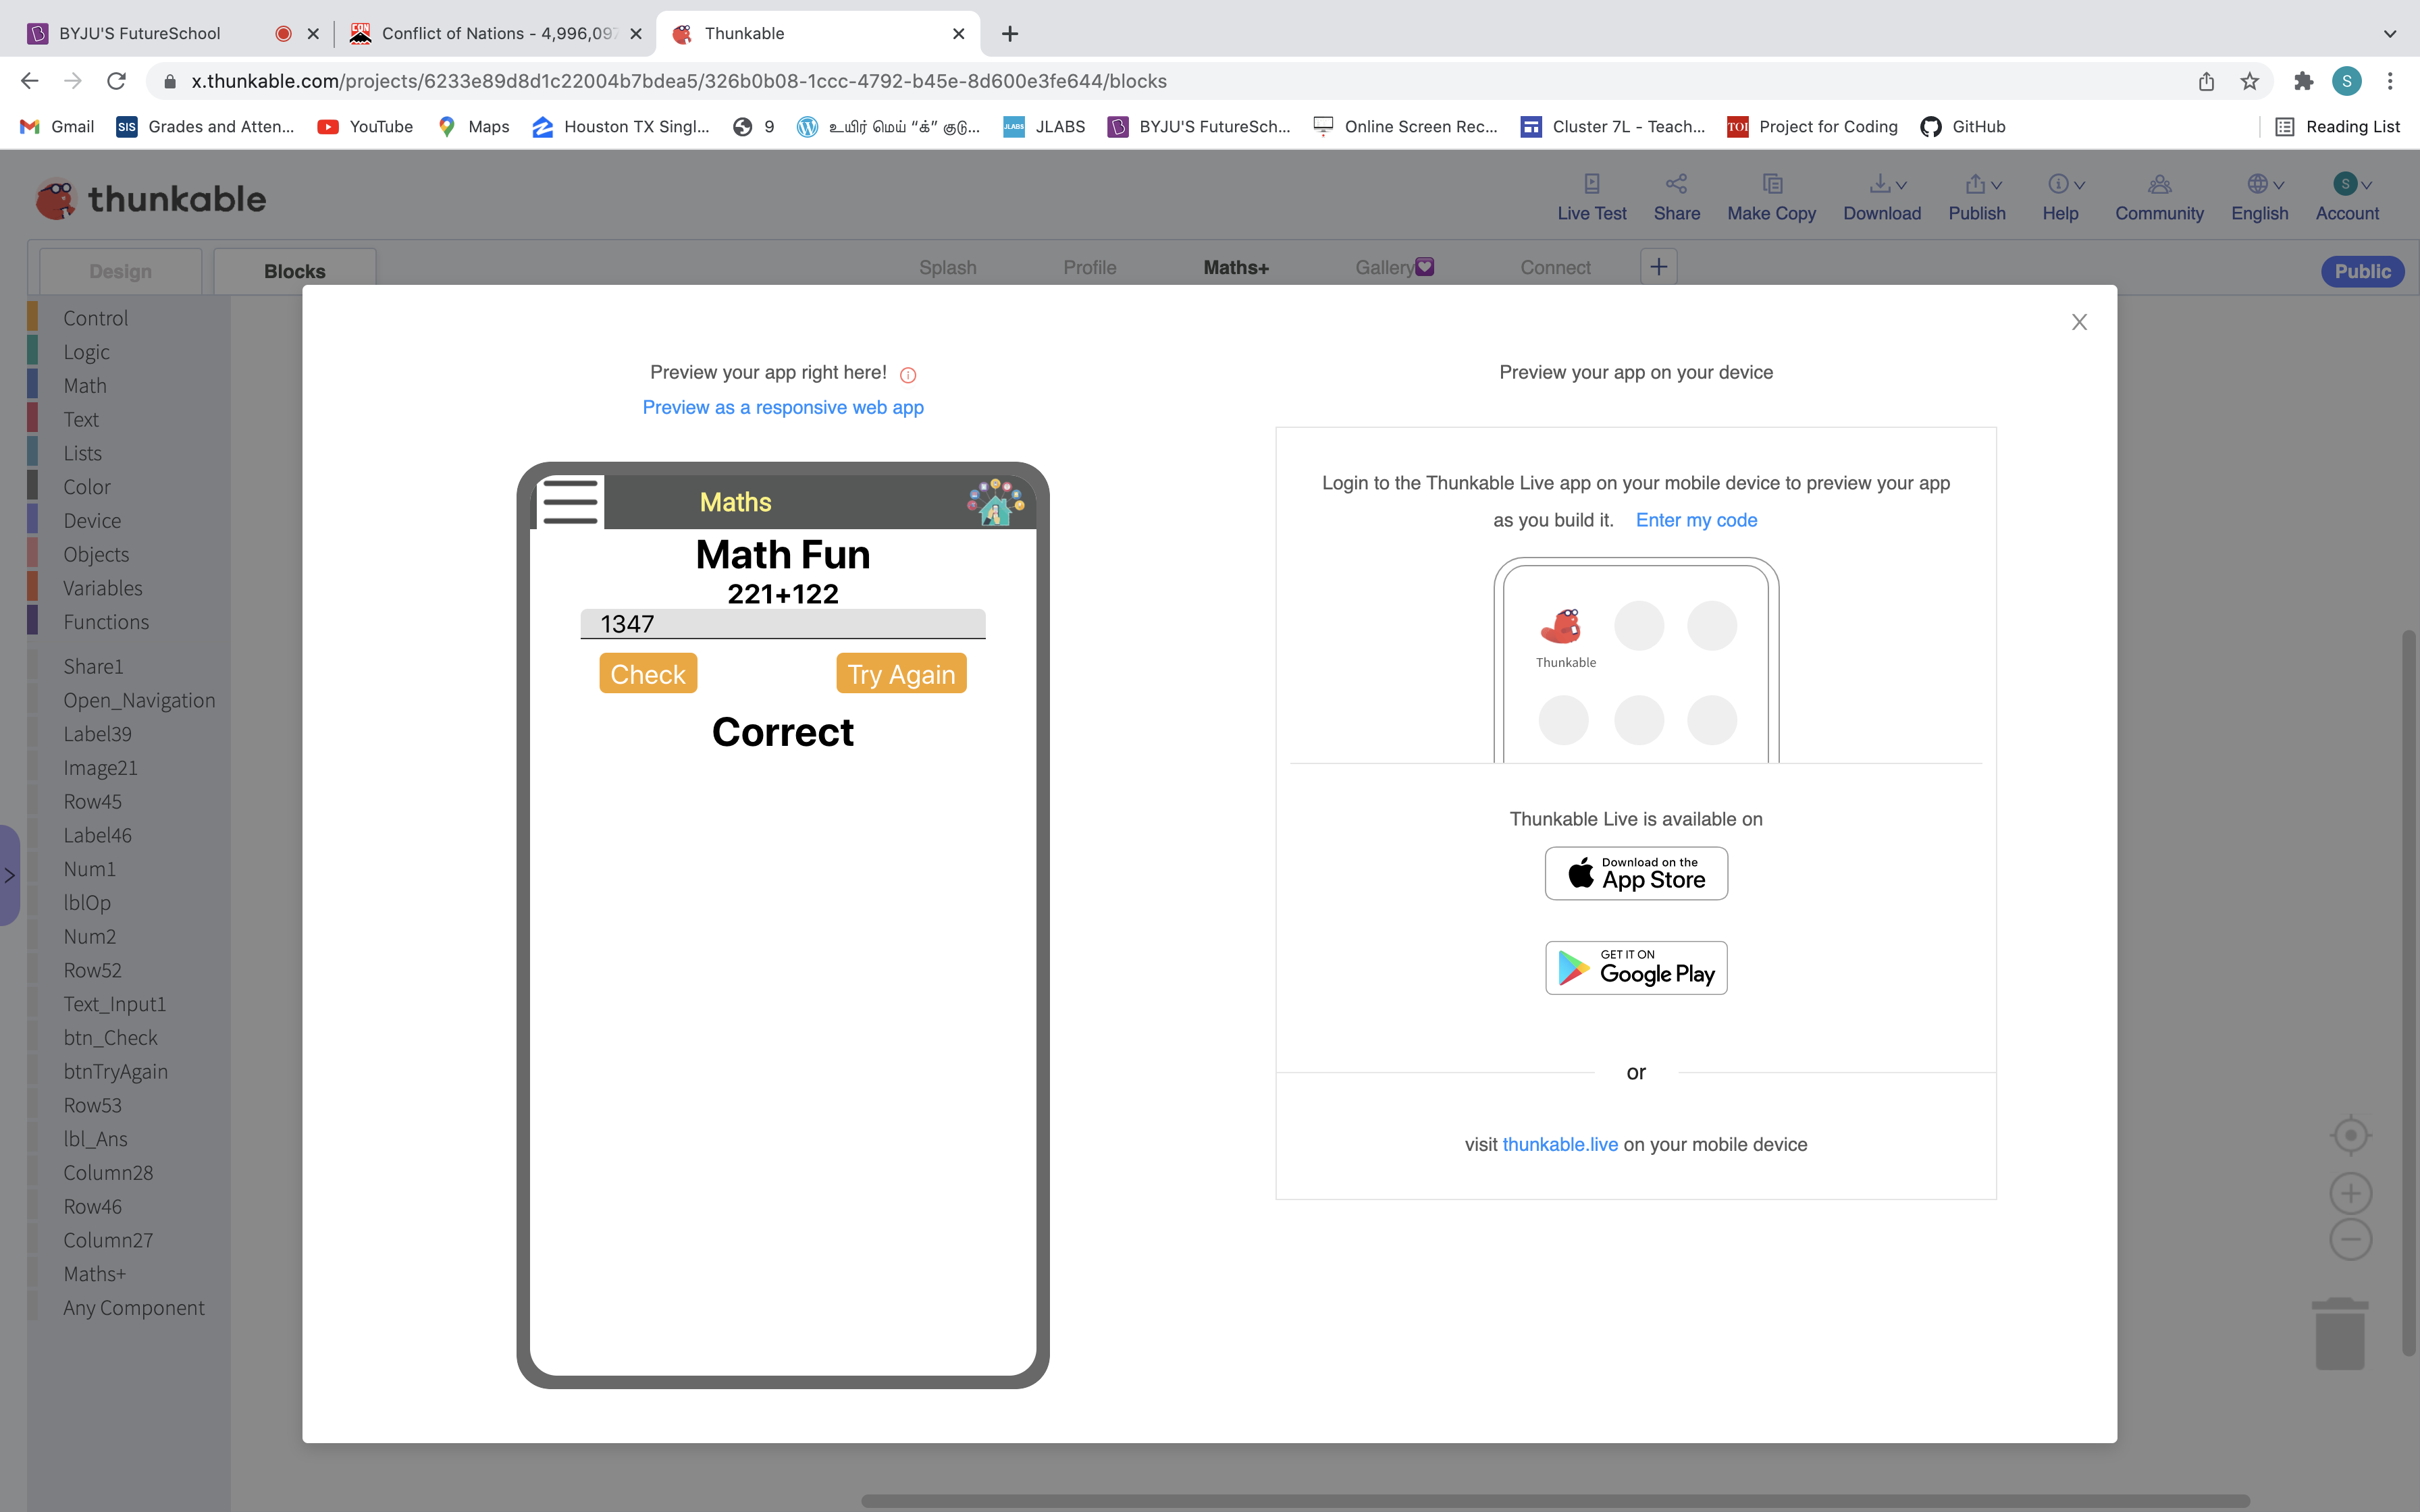 BYJU'S FutureSchool
Conflict of Nations - 4,996,097
Thunkable
x.thunkable.com/projects/6233e89d8d1c22004b7bdea5/326b0b08-1ccc-4792-b45e-8d600e3fe644/blocks
S
Gmail
SIS Grades and Atten...
YouTube
Maps
Houston TX Singl...
9
உயிர் மெய் “க்” குடு...
JLABS JLABS
BYJU'S FutureSch...
Online Screen Rec...
Cluster 7L - Teach...
TOI Project for Coding
GitHub
Reading List
thunkable
Live Test
Share
Make Copy
Download
Publish
Help
Community
English
S
Account
Design
Blocks
Splash
Profile
Maths+
Gallery
Connect
Public
Control
Logic
Math
Text
Lists
Color
Device
Objects
Variables
Functions
Share1
Open_Navigation
Label39
Image21
Row45
Label46
Num1
lblOp
Num2
Row52
Text_Input1
btn_Check
btnTryAgain
Row53
lbl_Ans
Column28
Row46
Column27
Maths+
Any Component
X
Preview your app right here!
Preview as a responsive web app
Maths
Math Fun
221+122
1347
Check
Try Again
Correct
Preview your app on your device
Login to the Thunkable Live app on your mobile device to preview your app
as you build it. Enter my code
Thunkable
Thunkable Live is available on
Download on the
App Store
GET IT ON
Google Play
or
visit thunkable.live on your mobile device